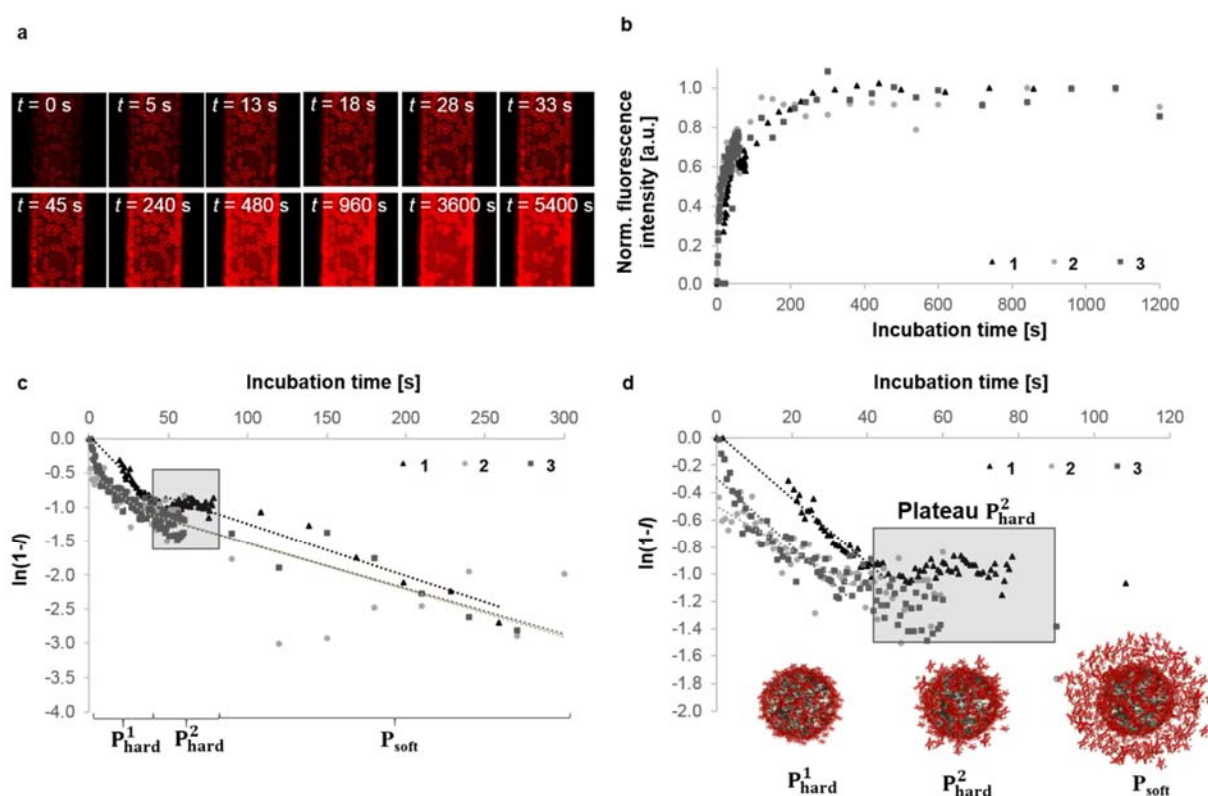 a
t = 0 s
t = 5 s
t = 13 s
t = 18 s
t = 28 s
t = 33 s
t = 45 s
t = 240 s
t = 480 s
t = 960 s
t = 3600 s
t = 5400 s
b
Norm. fluorescence
intensity [a.u.]
1.0
0.8
0.6
0.4
0.2
0.0
1 2 3
0 200 400 600 800 1000 1200
Incubation time [s]
c
Incubation time [s]
0 50 100 150 200 250 300
ln(1-I)
0.0
-0.5
-1.0
-1.5
-2.0
-2.5
-3.0
-3.5
-4.0
1 2 3
P¹hard P²hard Psoft
d
Incubation time [s]
0 20 40 60 80 100 120
ln(1-I)
0.0
-0.2
-0.4
-0.6
-0.8
-1.0
-1.2
-1.4
-1.6
-1.8
-2.0
1 2 3
Plateau P²hard
P¹hard P²hard Psoft